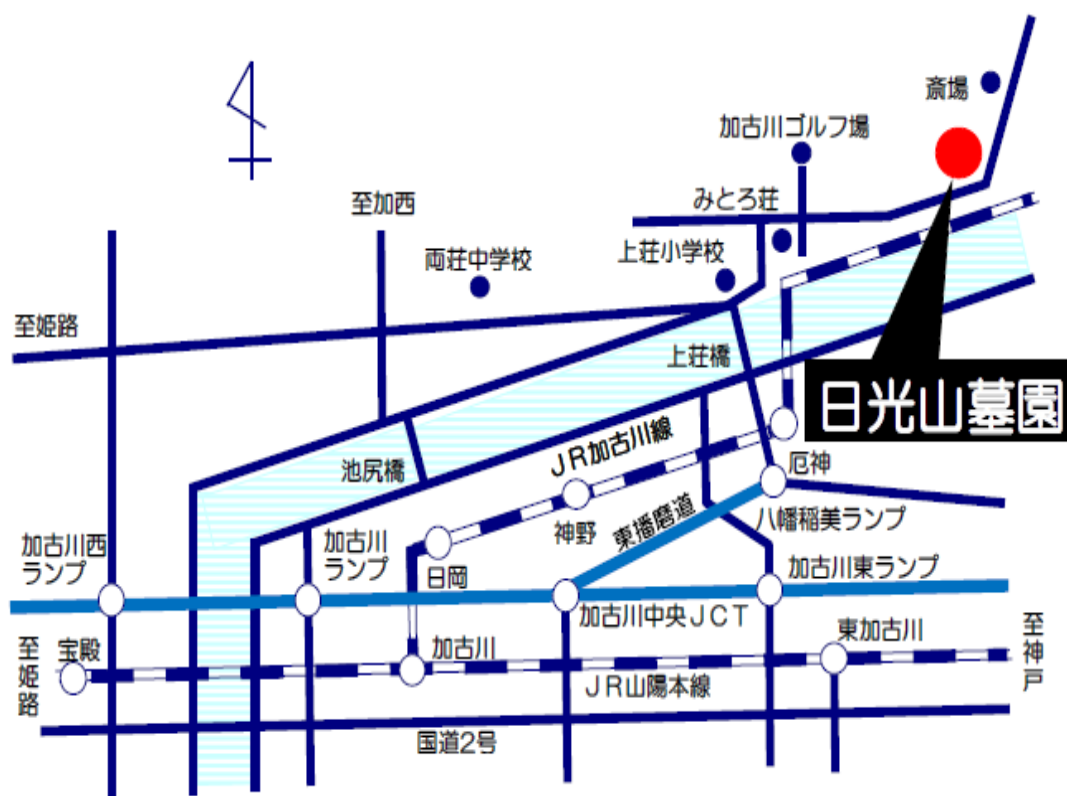 斎場
加古川ゴルフ場
みとろ荘
至加西
両荘中学校
上荘小学校
至姫路
上荘橋
日光山墓園
JR加古川線
池尻橋
厄神
神野
東播磨道
八幡稲美ランプ
加古川西
ランプ
加古川
ランプ
日岡
加古川東ランプ
加古川中央JCT
至姫路
宝殿
加古川
東加古川
至神戸
JR山陽本線
国道2号